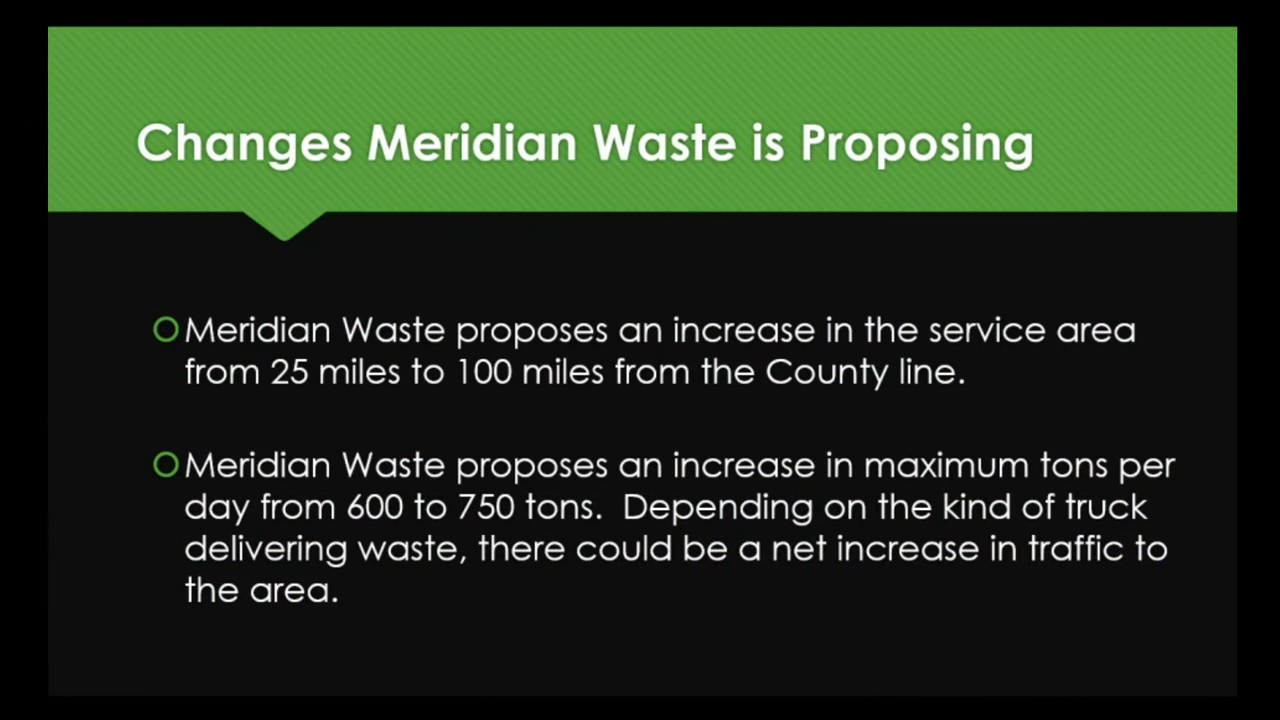 Changes Meridian Waste is Proposing
Meridian Waste proposes an increase in the service area
from 25 miles to 100 miles from the County line.
Meridian Waste proposes an increase in maximum tons per
day from 600 to 750 tons.  Depending on the kind of truck
delivering waste, there could be a net increase in traffic to
the area.